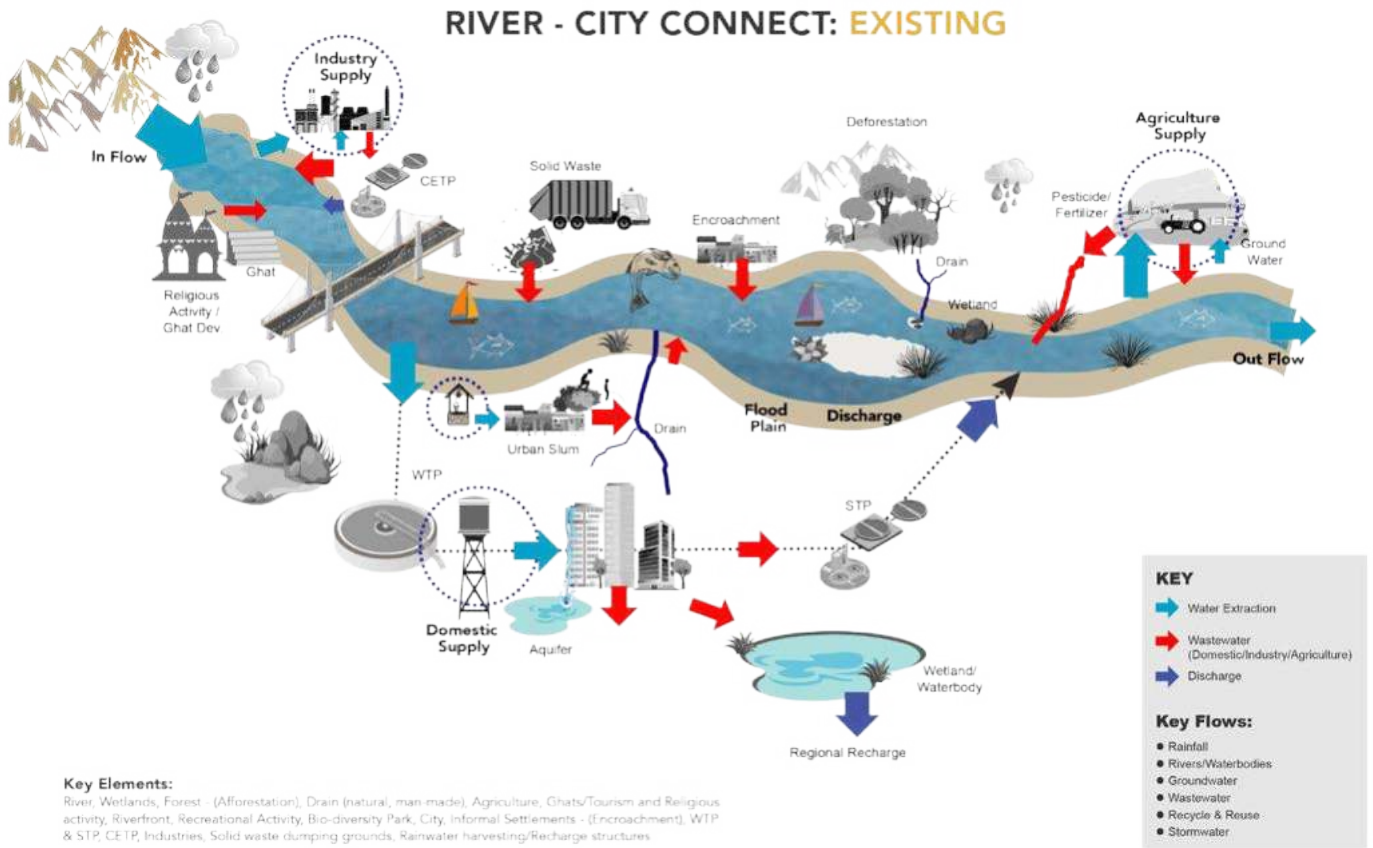 RIVER - CITY CONNECT: EXISTING
Industry
Supply
In Flow
CETP
Ghat
Religious
Activity /
Ghat Dev.
Solid Waste
Encroachment
Deforestation
Drain
Wetland
Agriculture
Supply
Pesticide/
Fertilizer
Ground
Water
Out Flow
Flood
Plain
Discharge
Urban Slum
Drain
WTP
STP
Domestic
Supply
Aquifer
Wetland/
Waterbody
Regional Recharge
KEY
Water Extraction
Wastewater
(Domestic/Industry/Agriculture)
Discharge
Key Flows:
● Rainfall
● Rivers/Waterbodies
● Groundwater
● Wastewater
● Recycle & Reuse
● Stormwater
Key Elements:
River, Wetlands, Forest - (Afforestation), Drain (natural, man-made), Agriculture, Ghats/Tourism and Religious
activity, Riverfront, Recreational Activity, Bio-diversity Park, City, Informal Settlements - (Encroachment), WTP
& STP, CETP, Industries, Solid waste dumping grounds, Rainwater harvesting/Recharge structures